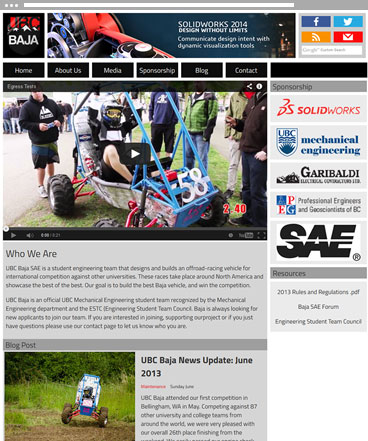 UBC
BAJA
SOLIDWORKS 2014
DESIGN WITHOUT LIMITS
Communicate design intent with
dynamic visualization tools
Google Custom Search
Home About Us Media Sponsorship Blog Contact
Egress Tests
58
2:40
0:00 / 0:21
YouTube
Sponsorship
SOLIDWORKS
UBC mechanical
engineering
GARIBALDI
ELECTRICAL CONTRACTORS LTD.
Professional Engineers
and Geoscientists of BC
SAE®
Resources
2013 Rules and Regulations .pdf
Baja SAE Forum
Engineering Student Team Council
Who We Are
UBC Baja SAE is a student engineering team that designs and builds an offroad-racing vehicle for
international competition against other universities. These races take place around North America and
showcase the best of the best. Our goal is to build the best Baja vehicle, and win the competition.
UBC Baja is an official UBC Mechanical Engineering student team recognized by the Mechanical
Engineering department and the ESTC (Engineering Student Team Council. Baja is always looking for
new applicants to join our team. If you are interested in joining, supporting ourproject or if you just
have questions please use our contact page to let us know who you are.
Blog Post
UBC Baja News Update: June
2013
Maintenance Sunday June
UBC Baja attended our first competition in
Bellingham, WA in May. Competing against 87
other university and college teams from
around the world, we were very pleased with
our overall 26th place finishing from the